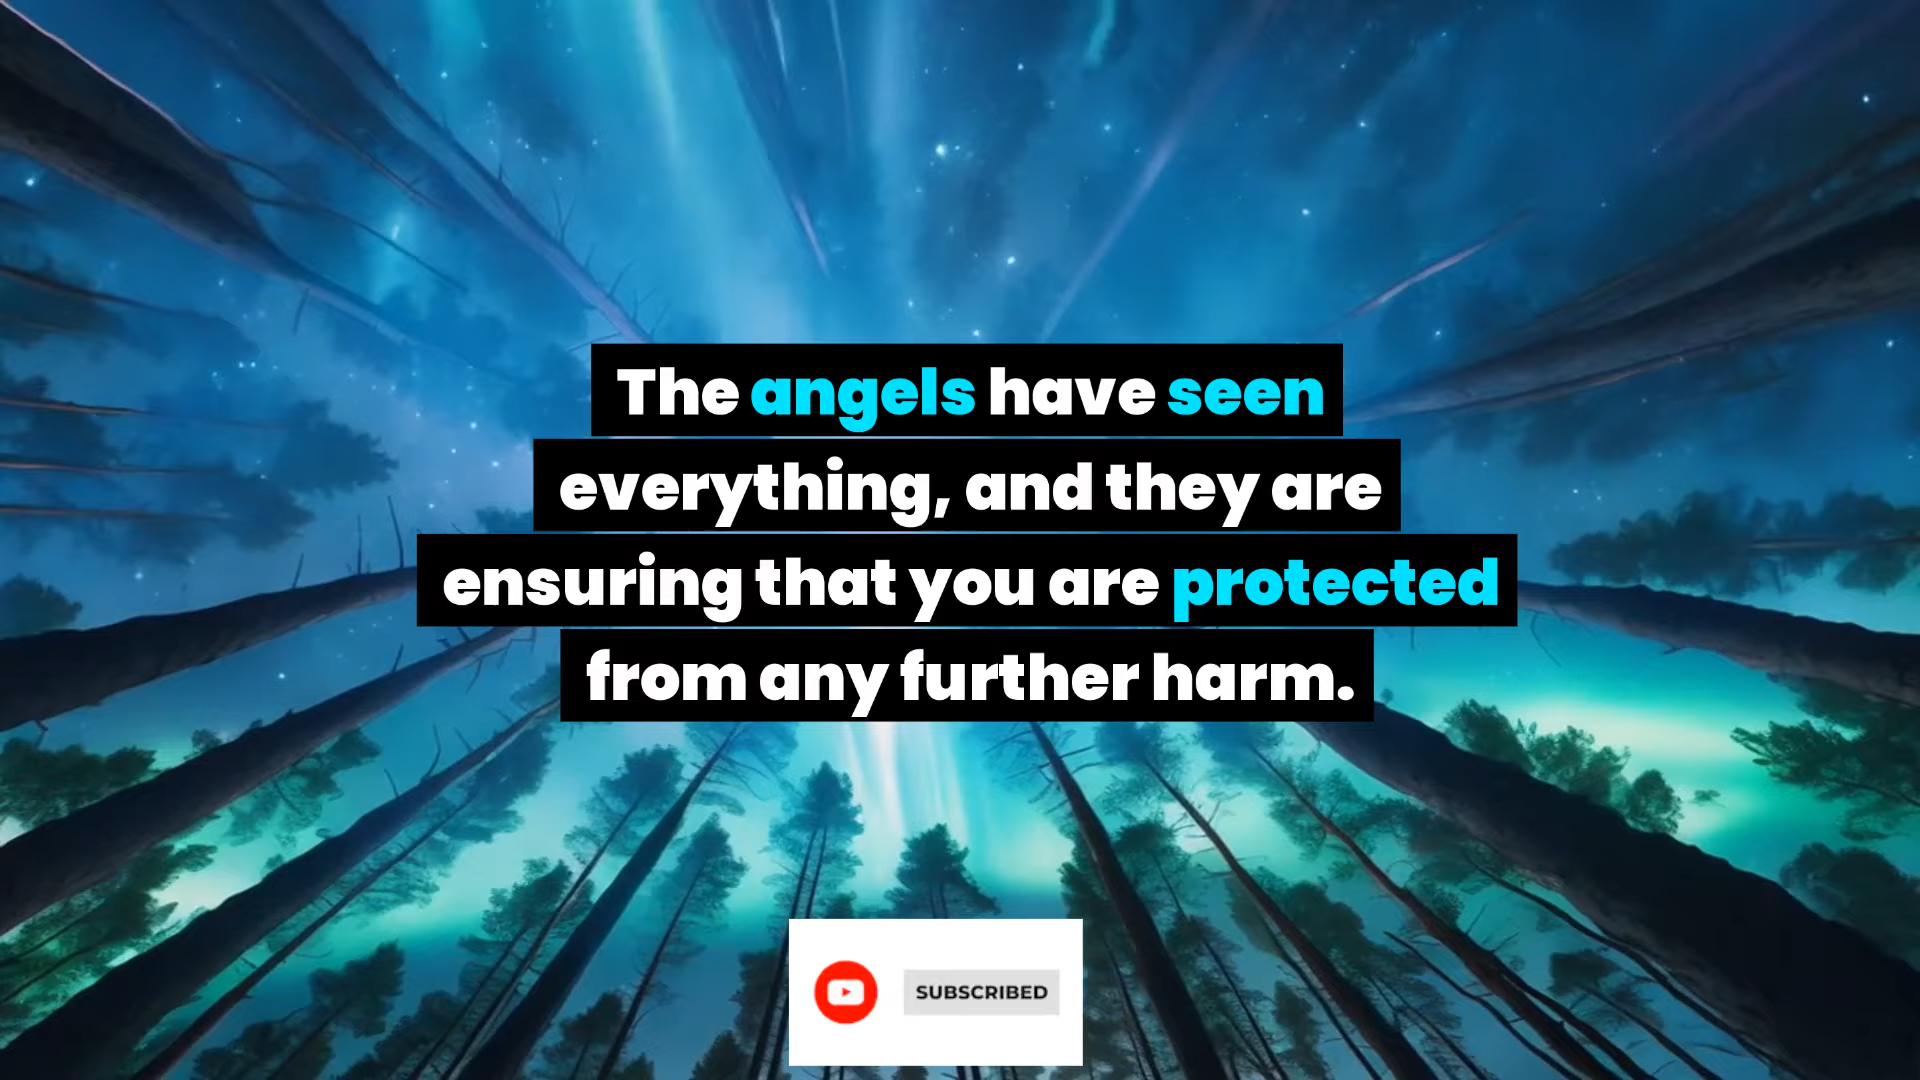 The angels have seen
everything, and they are
ensuring that you are protected
from any further harm.
SUBSCRIBED